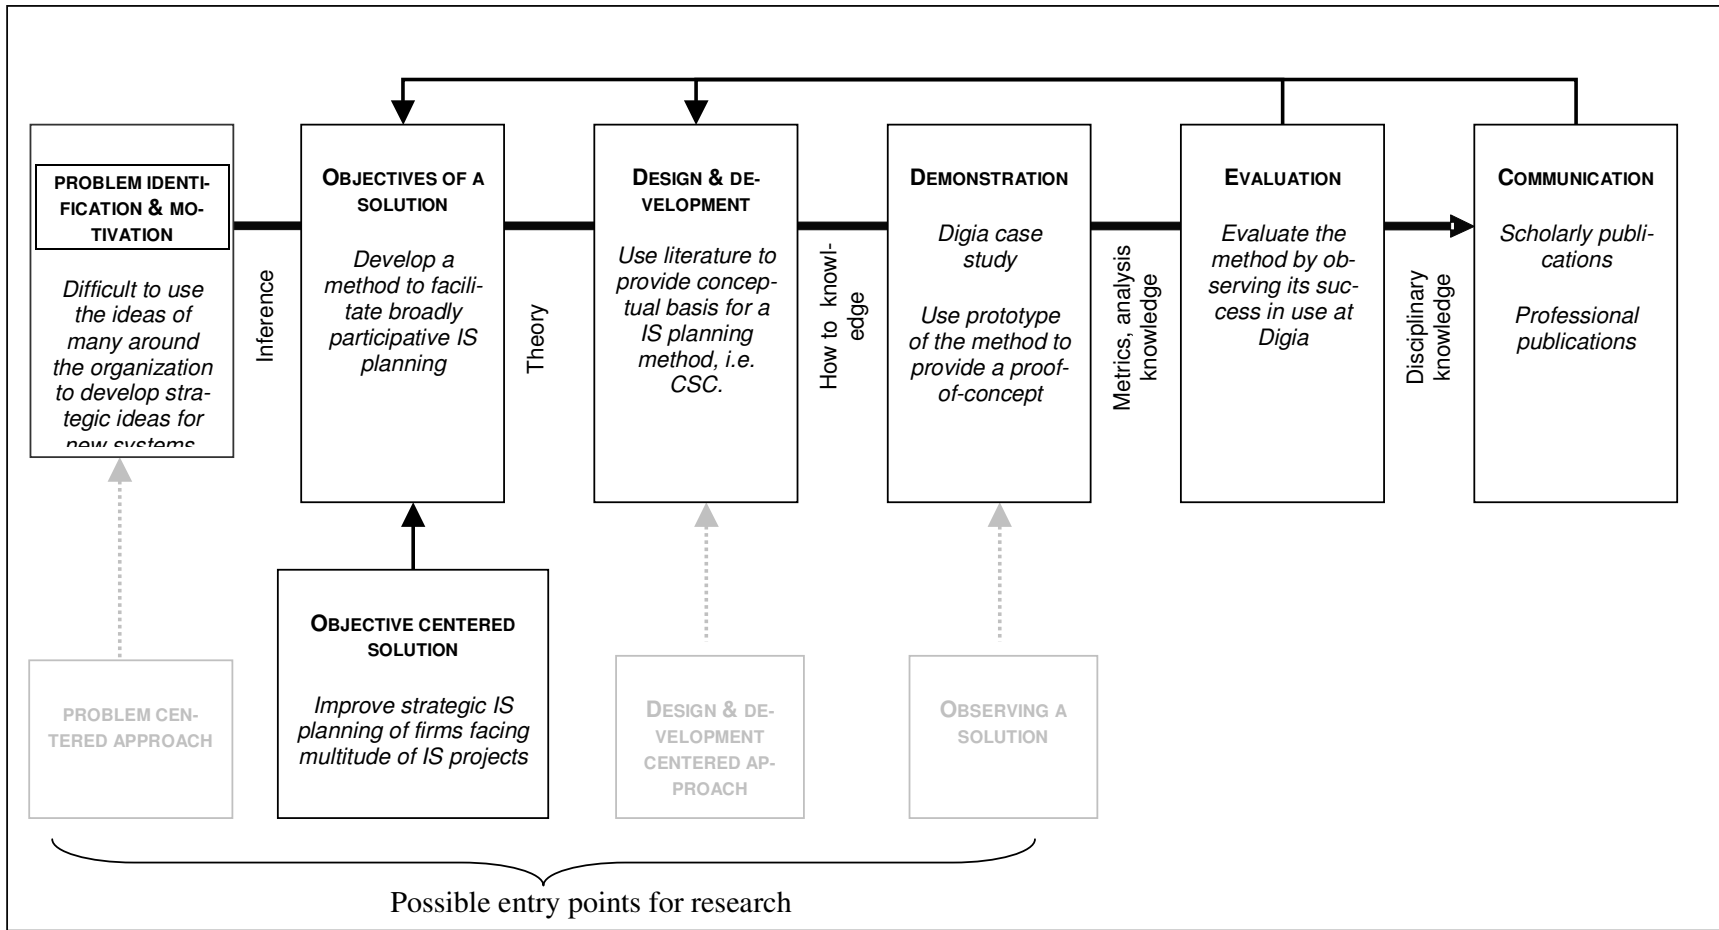 PROBLEM IDENTI-
FICATION & MO-
TIVATION
Difficult to use
the ideas of
many around
the organization
to develop stra-
tegic ideas for
new systems
Inference
OBJECTIVES OF A
SOLUTION
Develop a
method to facili-
tate broadly
participative IS
planning
Theory
DESIGN & DE-
VELOPMENT
Use literature to
provide concep-
tual basis for a
IS planning
method, i.e.
CSC.
How to knowl-
edge
DEMONSTRATION
Digia case
study
Use prototype
of the method to
provide a proof-
of-concept
Metrics, analysis
knowledge
EVALUATION
Evaluate the
method by ob-
serving its suc-
cess in use at
Digia
Disciplinary
knowledge
COMMUNICATION
Scholarly publi-
cations
Professional
publications
PROBLEM CEN-
TERED APPROACH
OBJECTIVE CENTERED
SOLUTION
Improve strategic IS
planning of firms facing
multitude of IS projects
DESIGN & DE-
VELOPMENT
CENTERED AP-
PROACH
OBSERVING A
SOLUTION
Possible entry points for research